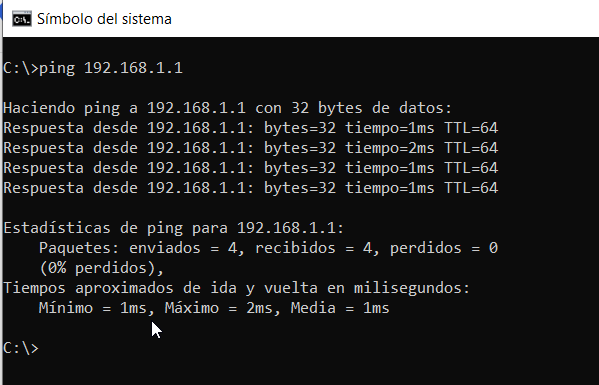 Símbolo del sistema
C:\>ping 192.168.1.1
Haciendo ping a 192.168.1.1 con 32 bytes de datos:
Respuesta desde 192.168.1.1: bytes=32 tiempo=1ms TTL=64
Respuesta desde 192.168.1.1: bytes=32 tiempo=2ms TTL=64
Respuesta desde 192.168.1.1: bytes=32 tiempo=1ms TTL=64
Respuesta desde 192.168.1.1: bytes=32 tiempo=1ms TTL=64
Estadísticas de ping para 192.168.1.1:
    Paquetes: enviados = 4, recibidos = 4, perdidos = 0
    (0% perdidos),
Tiempos aproximados de ida y vuelta en milisegundos:
    Mínimo = 1ms, Máximo = 2ms, Media = 1ms
C:\>